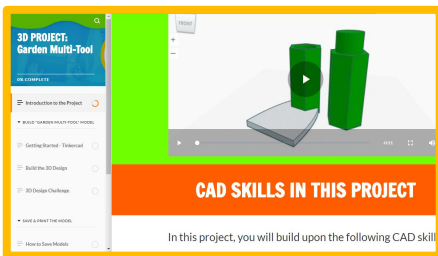 3D PROJECT:
Garden Multi-Tool
0% COMPLETE
Introduction to the Project
BUILD "GARDEN MULTI-TOOL" MODEL
Getting Started - Tinkercad
Build the 3D Design
3D Design Challenge
SAVE & PRINT THE MODEL
How to Save Models
FRONT
+
−
CAD SKILLS IN THIS PROJECT
In this project, you will build upon the following CAD skill